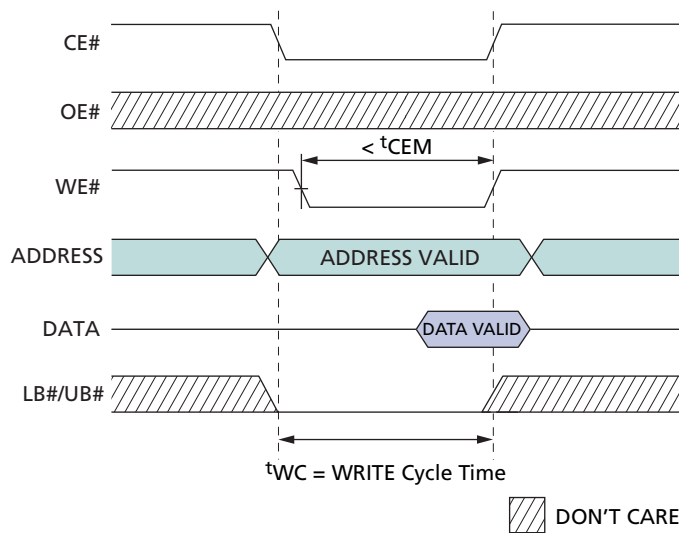 CE#
OE#
< tCEM
WE#
ADDRESS
ADDRESS VALID
DATA
DATA VALID
LB#/UB#
tWC = WRITE Cycle Time
DON'T CARE